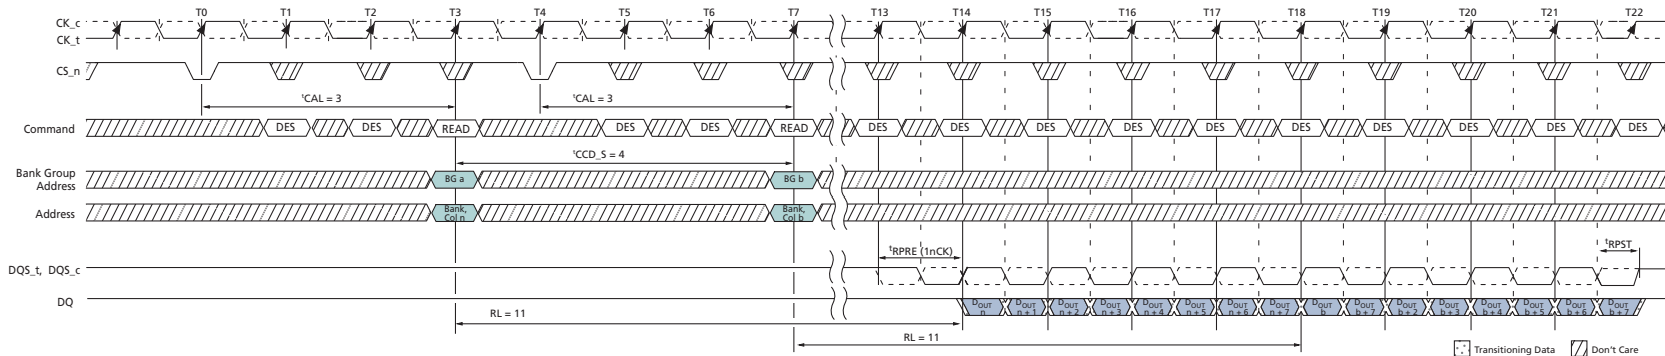 T0 T1 T2 T3 T4 T5 T6 T7 T13 T14 T15 T16 T17 T18 T19 T20 T21 T22
CK_c
CK_t
CS_n
tCAL = 3 tCAL = 3
Command DES DES READ DES DES READ DES DES DES DES DES DES DES DES DES DES
tCCD_S = 4
Bank Group
Address
BG a BG b
Address
Bank,
Col n
Bank,
Col b
tRPRE (1nCK) tRPST
DQS_t, DQS_c
DQ
DOUT
n
DOUT
n + 1
DOUT
n + 2
DOUT
n + 3
DOUT
n + 4
DOUT
n + 5
DOUT
n + 6
DOUT
n + 7
DOUT
b
DOUT
b + 7
DOUT
b + 2
DOUT
b + 3
DOUT
b + 4
DOUT
b + 5
DOUT
b + 6
DOUT
b + 7
RL = 11
RL = 11
Transitioning Data Don't Care